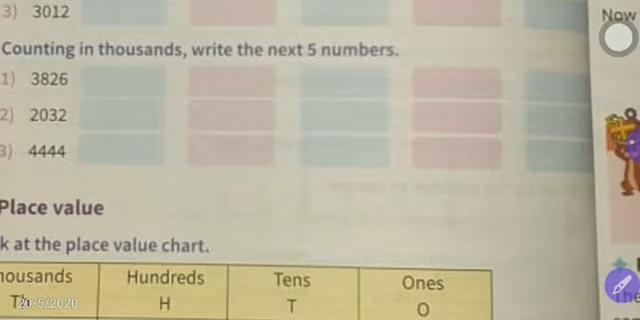 3) 3012
Now
Counting in thousands, write the next 5 numbers.
1) 3826
2) 2032
3) 4444
Place value
k at the place value chart.
housands Hundreds Tens Ones
H T O
20/5/2020